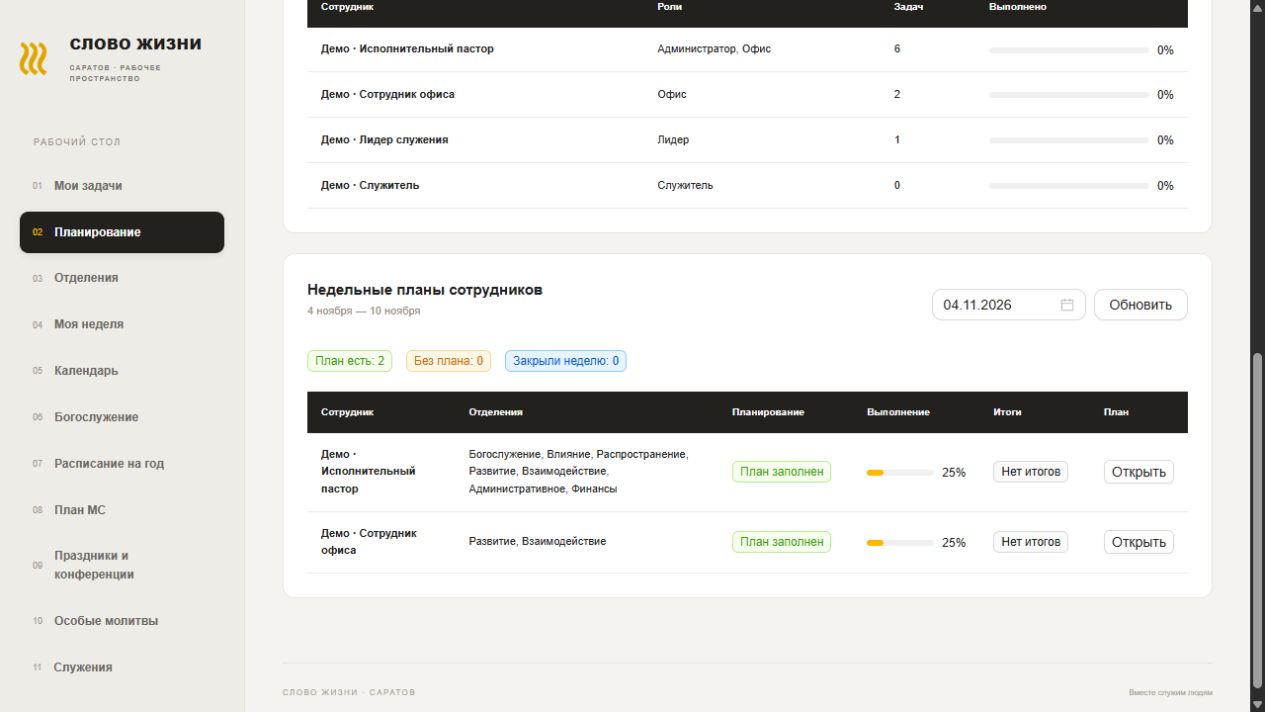 СЛОВО ЖИЗНИ
САРАТОВ · РАБОЧЕЕ
ПРОСТРАНСТВО
РАБОЧИЙ СТОЛ
01 Мои задачи
02 Планирование
03 Отделения
04 Моя неделя
05 Календарь
06 Богослужение
07 Расписание на год
08 План МС
09 Праздники и
конференции
10 Особые молитвы
11 Служения
Сотрудник Роли Задач Выполнено
Демо · Исполнительный пастор Администратор, Офис 6 0%
Демо · Сотрудник офиса Офис 2 0%
Демо · Лидер служения Лидер 1 0%
Демо · Служитель Служитель 0 0%
Недельные планы сотрудников
4 ноября — 10 ноября
04.11.2026 Обновить
План есть: 2 Без плана: 0 Закрыли неделю: 0
Сотрудник Отделения Планирование Выполнение Итоги План
Демо ·
Исполнительный
пастор
Богослужение, Влияние, Распространение,
Развитие, Взаимодействие,
Административное, Финансы
План заполнен 25% Нет итогов Открыть
Демо · Сотрудник
офиса
Развитие, Взаимодействие
План заполнен 25% Нет итогов Открыть
СЛОВО ЖИЗНИ · САРАТОВ
Вместе служим людям